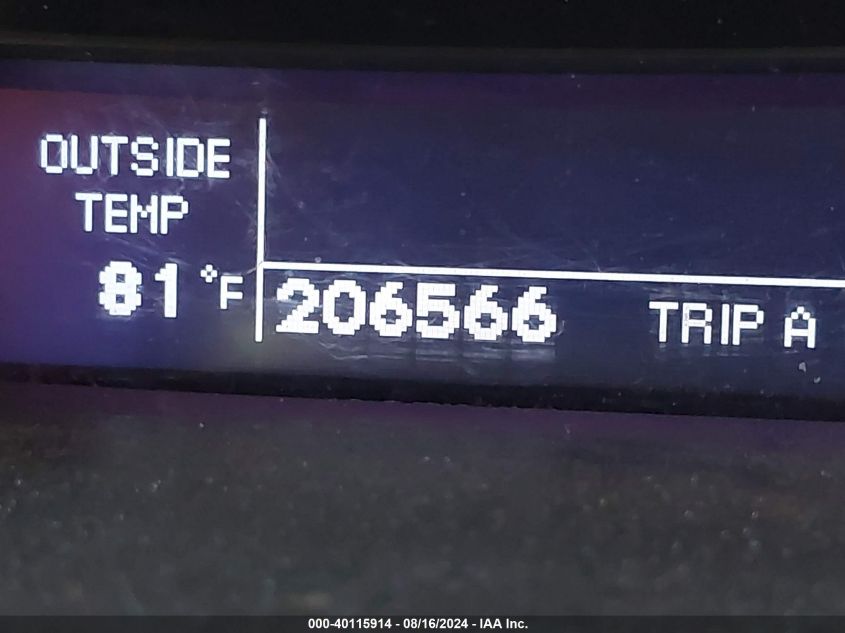 OUTSIDE
TEMP
81°F
206566 TRIP A
000-40115914 - 08/16/2024 - IAA Inc.